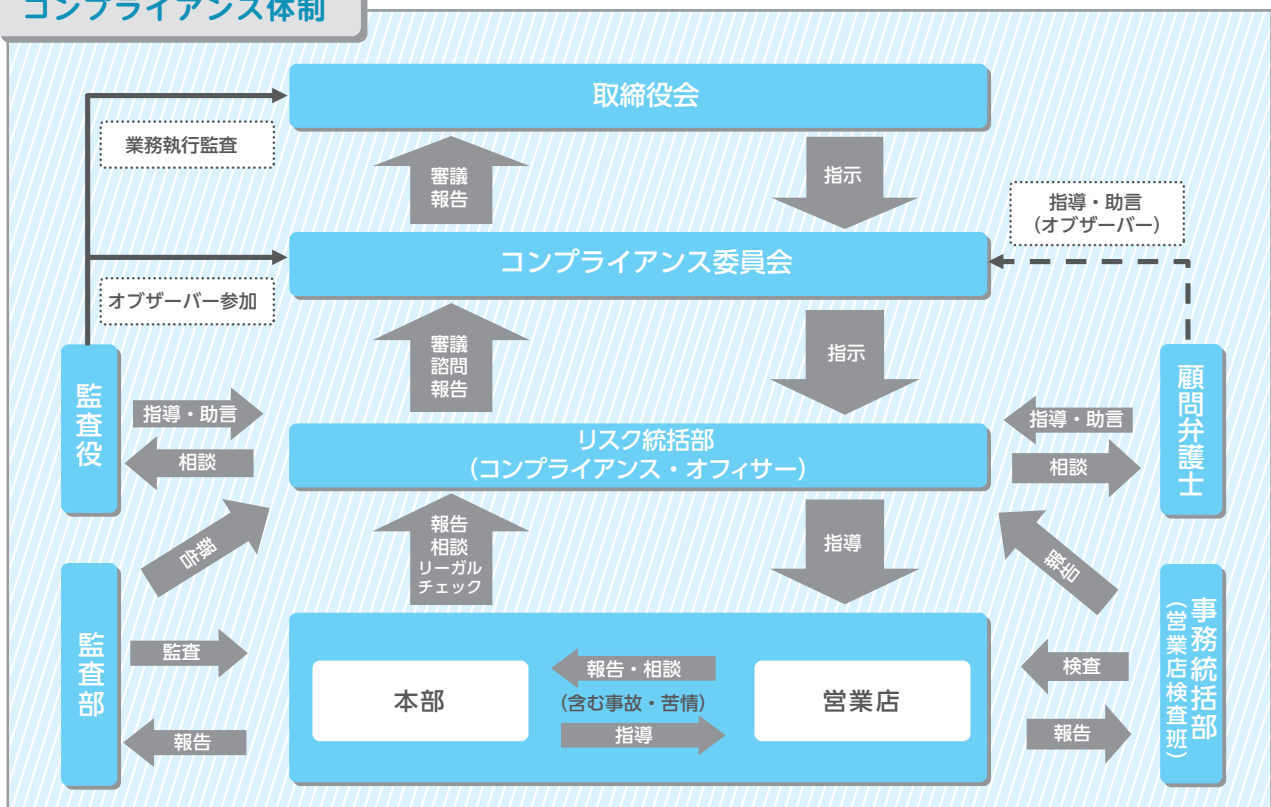 コンプライアンス体制
取締役会
業務執行監査
審議
報告
指示
指導・助言
（オブザーバー）
コンプライアンス委員会
オブザーバー参加
審議
諮問
報告
指示
監査役
指導・助言
相談
リスク統括部
（コンプライアンス・オフィサー）
指導・助言
相談
顧問弁護士
報告
報告
相談
リーガル
チェック
指導
報告
監査部
監査
報告
本部
報告・相談
（含む事故・苦情）
指導
営業店
検査
報告
事務統括部
（営業店検査班）